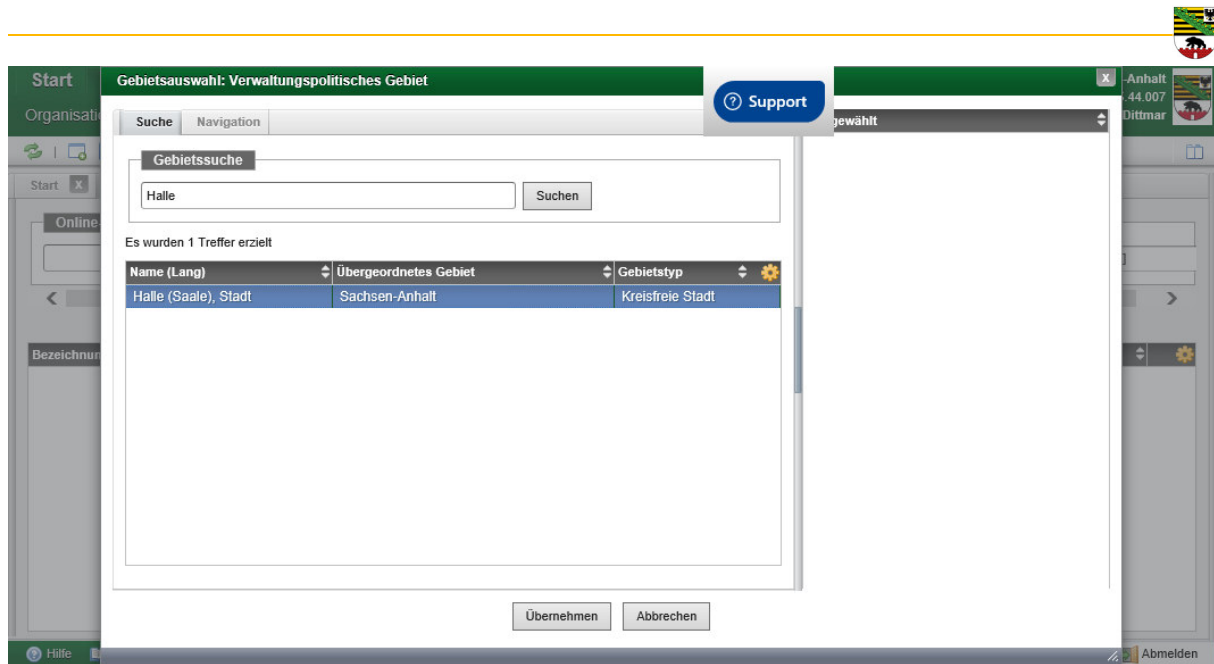 Start
Gebietsauswahl: Verwaltungspolitisches Gebiet
x
-Anhalt
.44.007
Dittmar
Organisati
Support
Suche
Navigation
gewählt
Gebietssuche
Start X
Halle
Suchen
Online
Es wurden 1 Treffer erzielt
Name (Lang)
Übergeordnetes Gebiet
Gebietstyp
Halle (Saale), Stadt
Sachsen-Anhalt
Kreisfreie Stadt
Bezeichnun
Übernehmen
Abbrechen
Hilfe
Abmelden